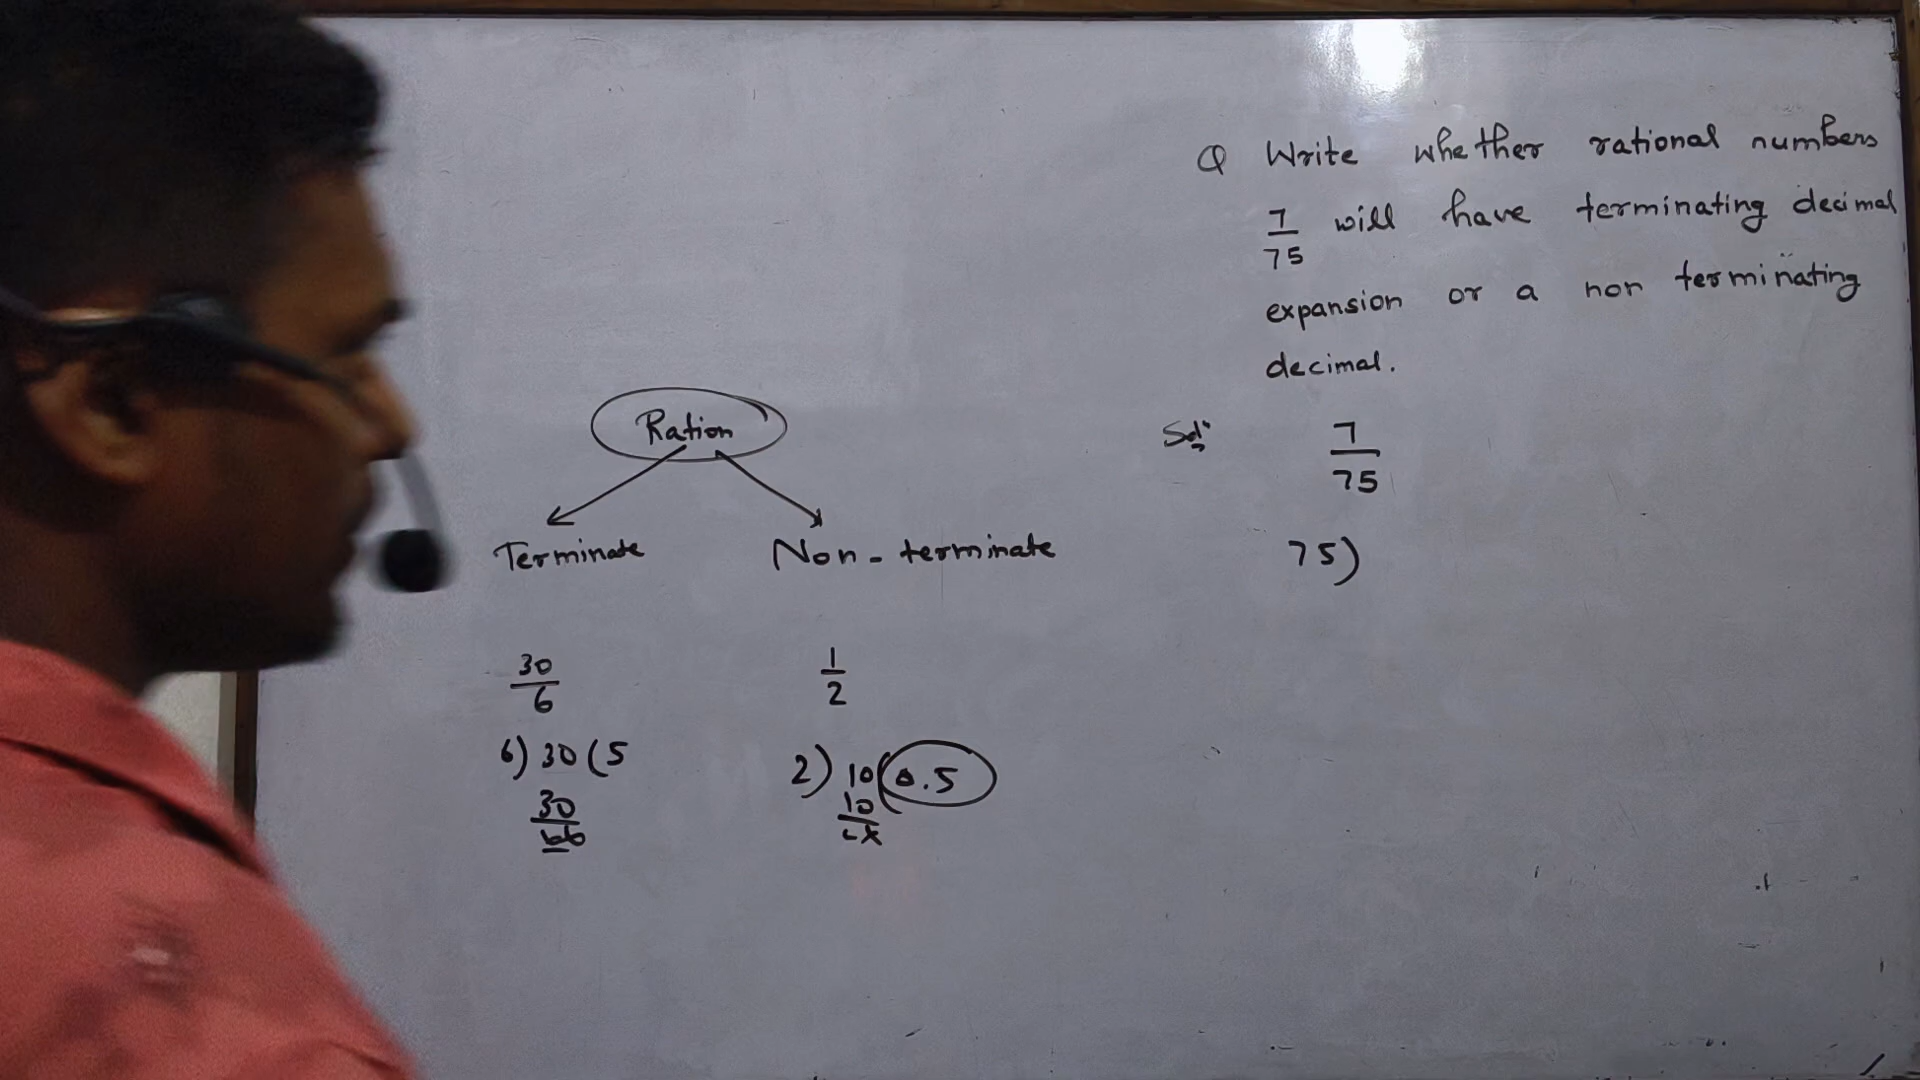 Q Write whether rational numbers
7/75 will have terminating decimal
expansion or a non terminating
decimal.
Ration
Terminate Non-terminate
30/6
6) 30 (5
30
1/2
2) 10 (0.5
10
Sol:
7/75
75)